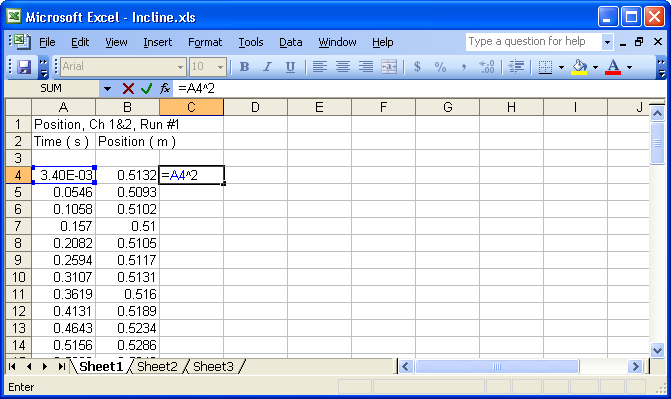 Microsoft Excel - Incline.xls
File Edit View Insert Format Tools Data Window Help Type a question for help
Arial 10 B I U $ % ,
SUM fx =A4^2
A B C D E F G H I J
1 Position, Ch 1&2, Run #1
2 Time ( s ) Position ( m )
3
4 3.40E-03 0.5132 =A4^2
5 0.0546 0.5093
6 0.1058 0.5102
7 0.157 0.51
8 0.2082 0.5105
9 0.2594 0.5117
10 0.3107 0.5131
11 0.3619 0.516
12 0.4131 0.5189
13 0.4643 0.5234
14 0.5156 0.5286
Sheet1 Sheet2 Sheet3
Enter